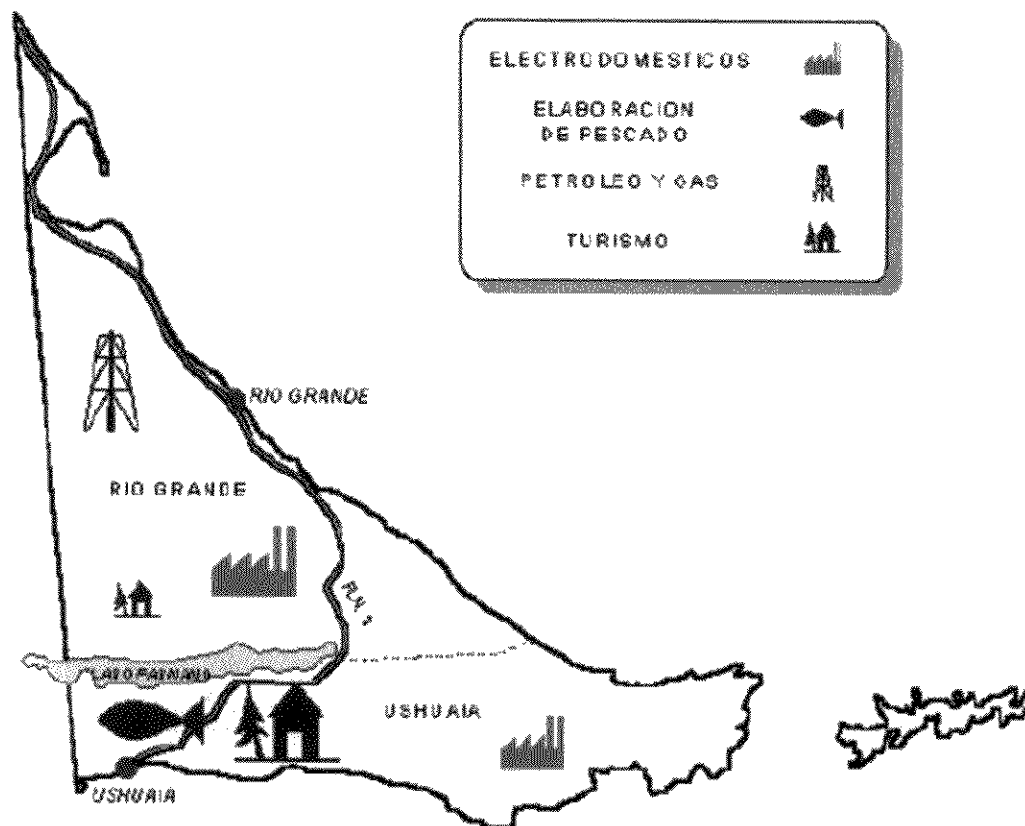 ELECTRODOMESTICOS
ELABORACION
DE PESCADO
PETROLEO Y GAS
TURISMO
RIO GRANDE
RIO GRANDE
USHUAIA
USHUAIA